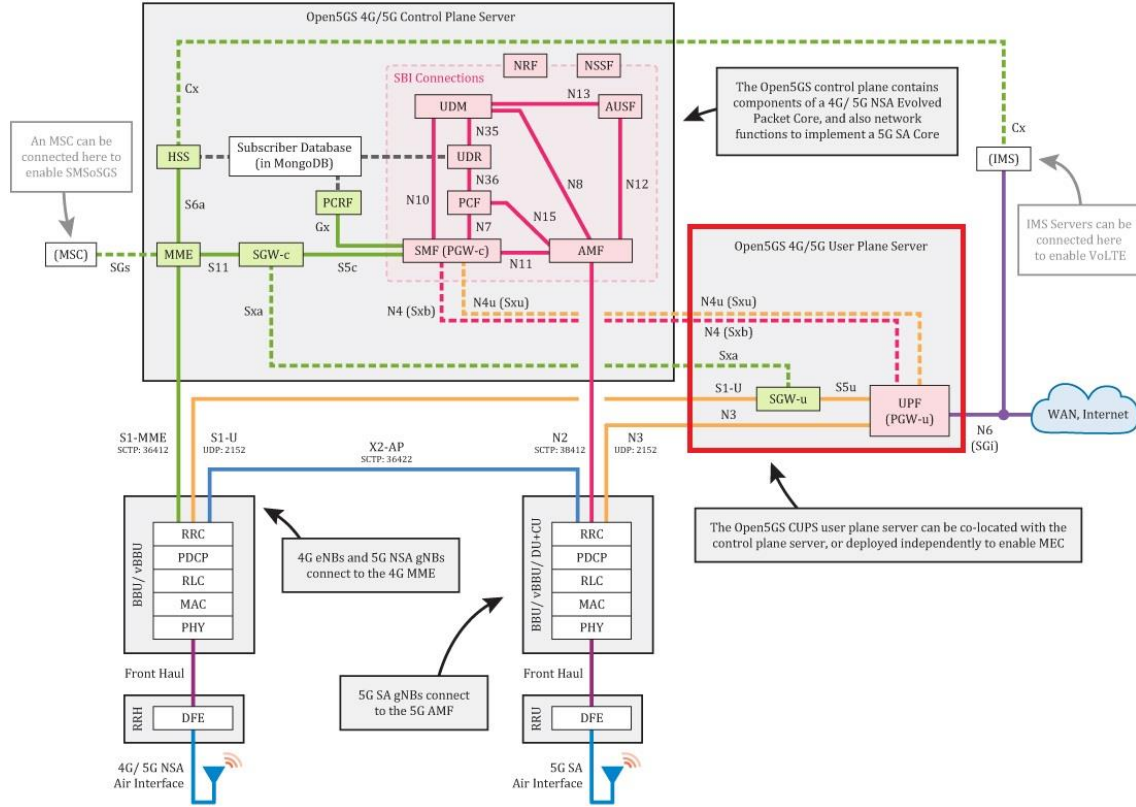 Open5GS 4G/5G Control Plane Server
Cx
SBI Connections
NRF
NSSF
UDM
N13
AUSF
The Open5GS control plane contains
components of a 4G/ 5G NSA Evolved
Packet Core, and also network
functions to implement a 5G SA Core
Cx
An MSC can be
connected here to
enable SMSoSGS
HSS
Subscriber Database
(in MongoDB)
N35
UDR
N36
N8
N12
(IMS)
S6a
PCRF
Gx
N10
PCF
N7
N15
IMS Servers can be
connected here
to enable VoLTE
(MSC)
SGs
MME
S11
SGW-c
S5c
SMF (PGW-c)
N11
AMF
Open5GS 4G/5G User Plane Server
Sxa
N4 (Sxb)
N4u (Sxu)
N4u (Sxu)
N4 (Sxb)
Sxa
S1-U
SGW-u
S5u
UPF
(PGW-u)
N3
N6
(SGi)
WAN, Internet
S1-MME
SCTP: 36412
S1-U
UDP: 2152
X2-AP
SCTP: 36422
N2
SCTP: 38412
N3
UDP: 2152
BBU/ vBBU
RRC
PDCP
RLC
MAC
PHY
4G eNBs and 5G NSA gNBs
connect to the 4G MME
BBU/ vBBU/ DU+CU
RRC
PDCP
RLC
MAC
PHY
The Open5GS CUPS user plane server can be co-located with the
control plane server, or deployed independently to enable MEC
Front Haul
5G SA gNBs connect
to the 5G AMF
Front Haul
RRH
DFE
RRU
DFE
4G/ 5G NSA
Air Interface
5G SA
Air Interface